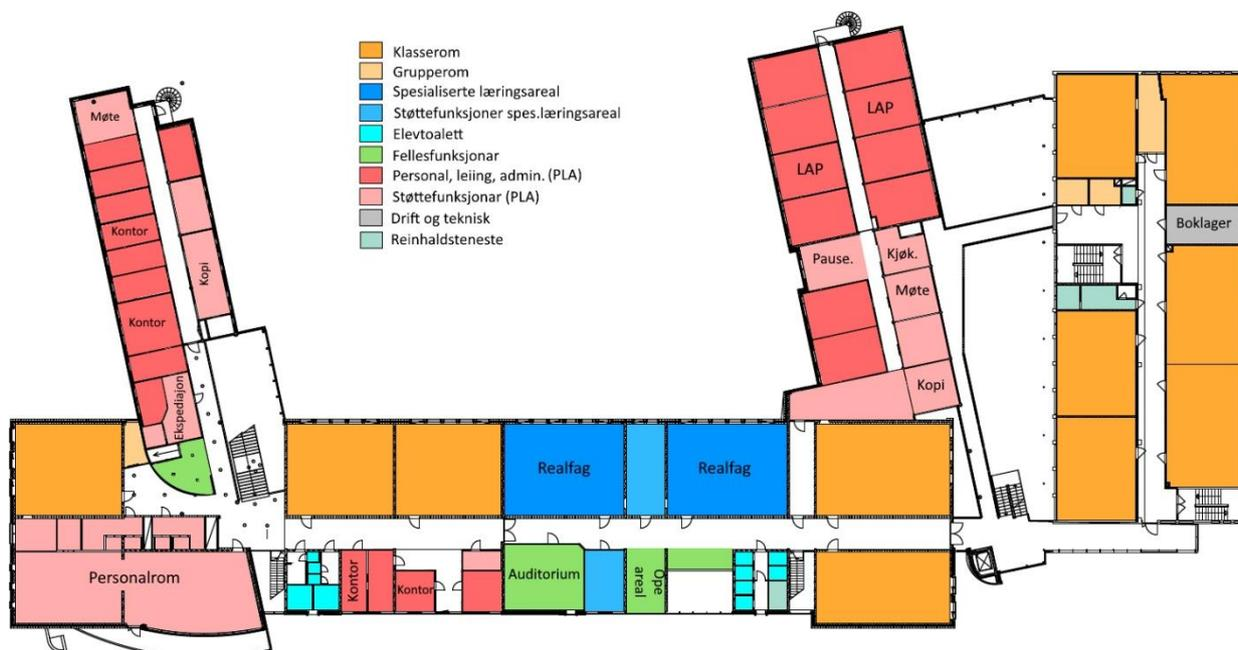 Klasserom
Grupperom
Spesialiserte læringsareal
Støttefunksjoner spes.læringsareal
Elevtoalett
Fellesfunksjonar
Personal, leiing, admin. (PLA)
Støttefunksjonar (PLA)
Drift og teknisk
Reinhaldsteneste
Møte
Kontor
Kopi
Kontor
Ekspediasjon
LAP
LAP
Pause.
Kjøk.
Møte
Kopi
Boklager
Realfag
Realfag
Personalrom
Kontor
Kontor
Auditorium
Ope
areal